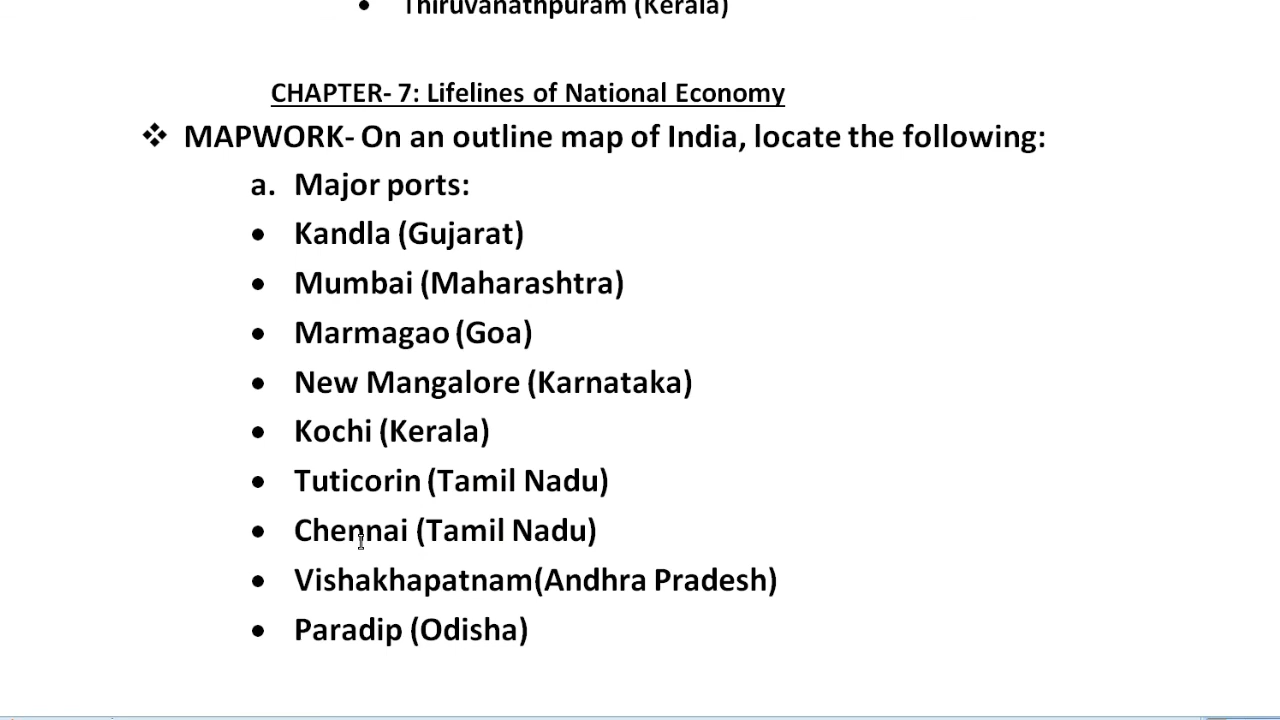 • Thiruvanathpuram (Kerala)
CHAPTER- 7: Lifelines of National Economy
❖ MAPWORK- On an outline map of India, locate the following:
a. Major ports:
• Kandla (Gujarat)
• Mumbai (Maharashtra)
• Marmagao (Goa)
• New Mangalore (Karnataka)
• Kochi (Kerala)
• Tuticorin (Tamil Nadu)
• Chennai (Tamil Nadu)
• Vishakhapatnam(Andhra Pradesh)
• Paradip (Odisha)